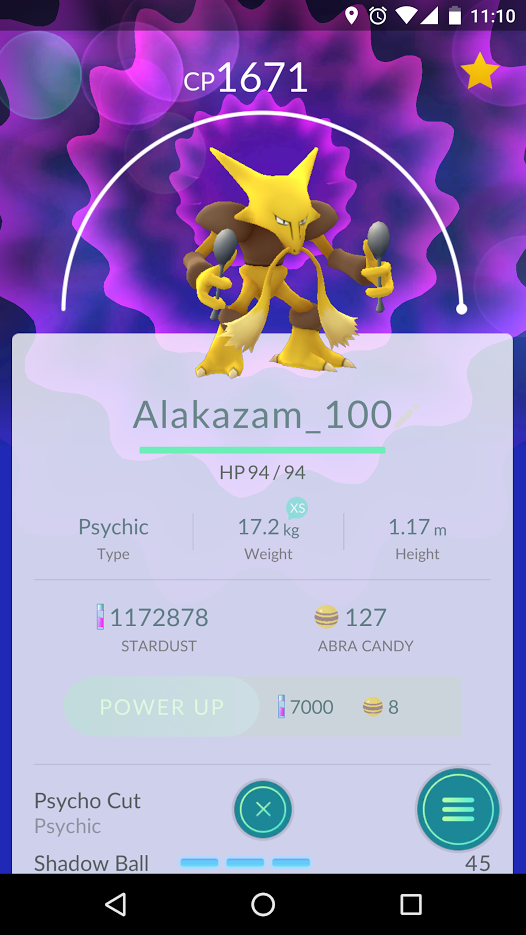 11:10
CP1671
Alakazam_100
HP 94 / 94
XS
Psychic 17.2 kg 1.17 m
Type Weight Height
1172878 127
STARDUST ABRA CANDY
POWER UP 7000 8
Psycho Cut
Psychic
Shadow Ball 45